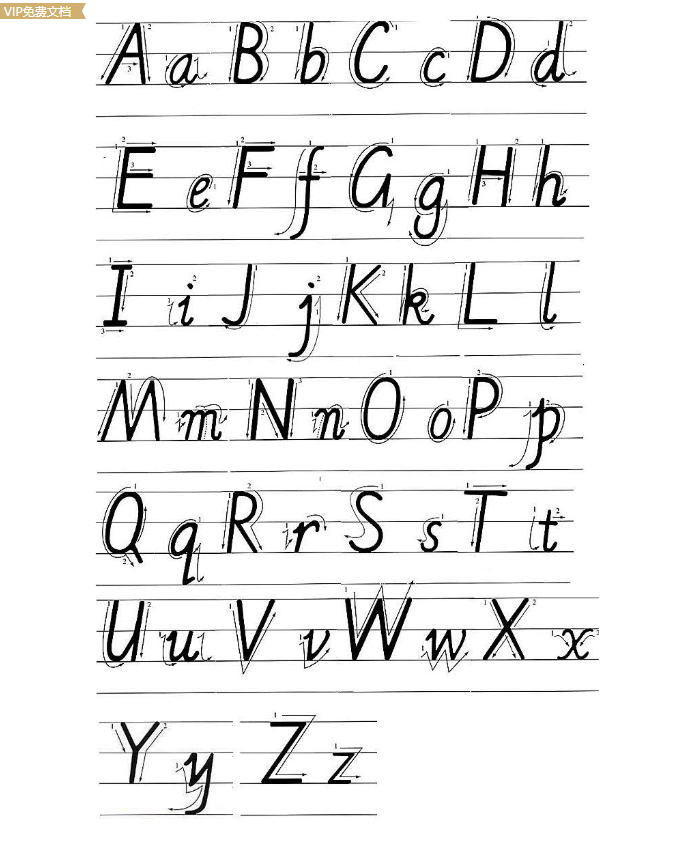 VIP免费文档
A a B b C c D d
E e F f G g H h
I i J j K k L l
M m N n O o P p
Q q R r S s T t
U u V v W w X x
Y y Z z